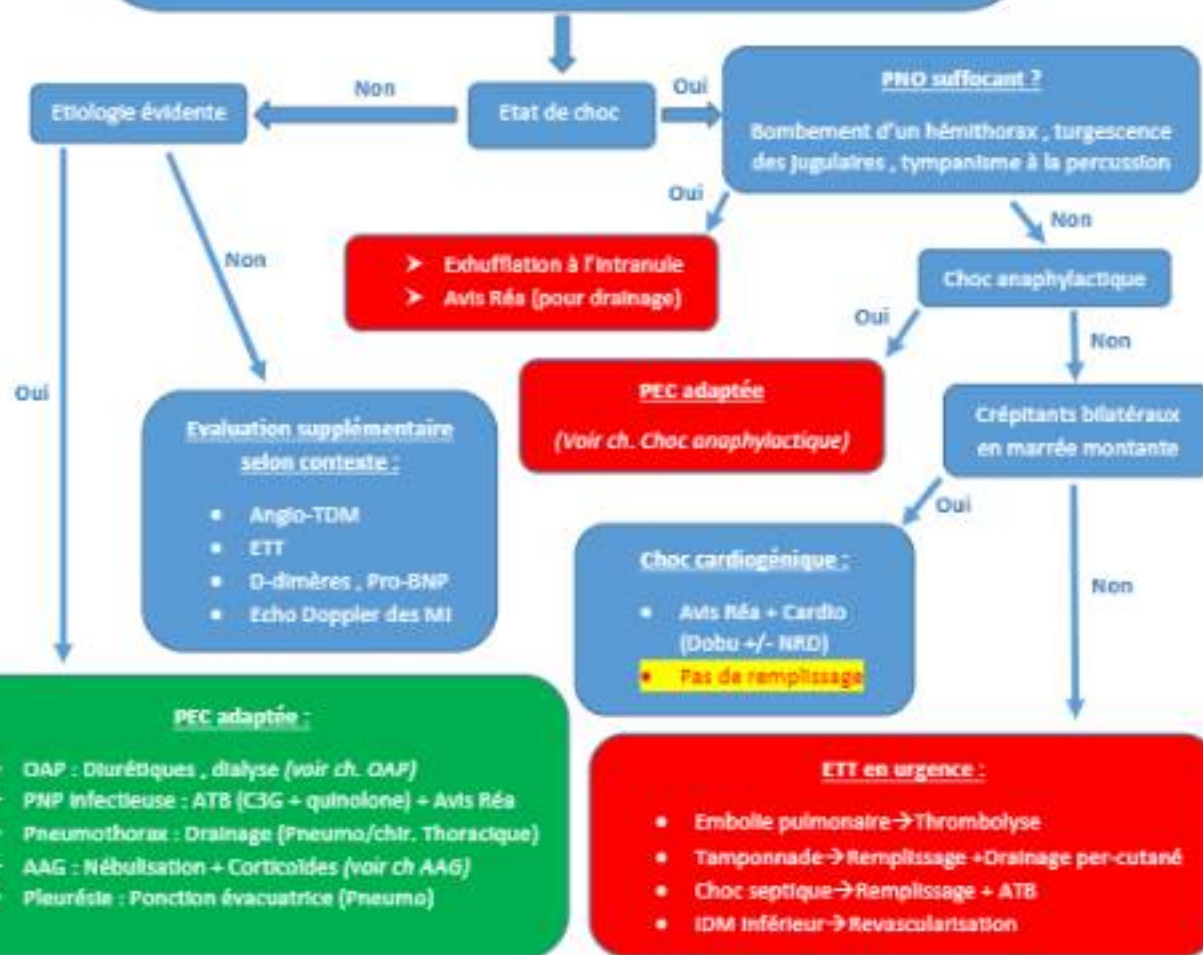 Etat de choc
Non
Oui
Etiologie évidente
PNO suffocant ?
Bombement d'un hémithorax , turgescence
des jugulaires , tympanisme à la percussion
Oui
Non
➤ Exhufflation à l'intranule
➤ Avis Réa (pour drainage)
Choc anaphylactique
Oui
Non
PEC adaptée
(Voir ch. Choc anaphylactique)
Crépitants bilatéraux
en marrée montante
Oui
Non
Choc cardiogénique :
• Avis Réa + Cardio
(Dobu +/- NRD)
• Pas de remplissage
ETT en urgence :
• Embolie pulmonaire→Thrombolyse
• Tamponnade→Remplissage +Drainage per-cutané
• Choc septique→Remplissage + ATB
• IDM inférieur→Revascularisation
Non
Evaluation supplémentaire
selon contexte :
• Angio-TDM
• ETT
• D-dimères , Pro-BNP
• Echo Doppler des MI
Oui
PEC adaptée :
OAP : Diurétiques , dialyse (voir ch. OAP)
PNP infectieuse : ATB (C3G + quinolone) + Avis Réa
Pneumothorax : Drainage (Pneumo/chir. Thoracique)
AAG : Nébulisation + Corticoïdes (voir ch AAG)
Pleurésie : Ponction évacuatrice (Pneumo)